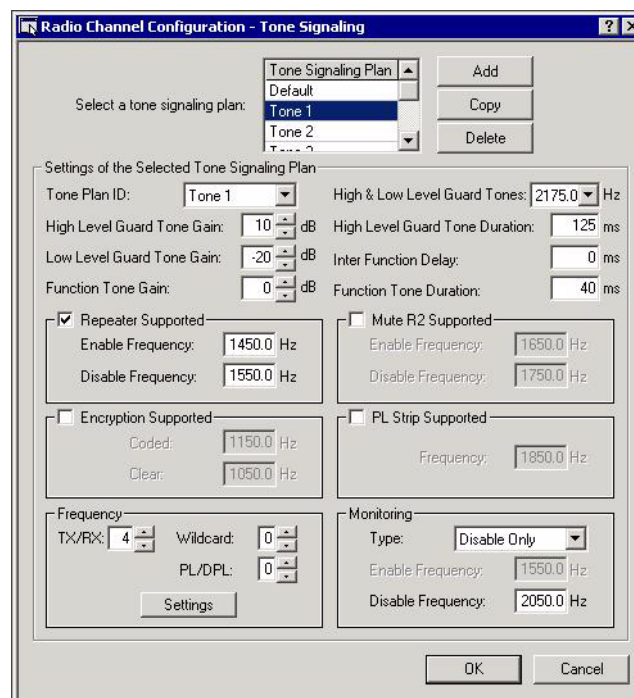 Radio Channel Configuration - Tone Signaling
Select a tone signaling plan:
Tone Signaling Plan
Default
Tone 1
Tone 2
Add
Copy
Delete
Settings of the Selected Tone Signaling Plan
Tone Plan ID: Tone 1
High & Low Level Guard Tones: 2175.0 Hz
High Level Guard Tone Gain: 10 dB
High Level Guard Tone Duration: 125 ms
Low Level Guard Tone Gain: -20 dB
Inter Function Delay: 0 ms
Function Tone Gain: 0 dB
Function Tone Duration: 40 ms
Repeater Supported
Enable Frequency: 1450.0 Hz
Disable Frequency: 1550.0 Hz
Mute R2 Supported
Enable Frequency: 1650.0 Hz
Disable Frequency: 1750.0 Hz
Encryption Supported
Coded: 1150.0 Hz
Clear: 1050.0 Hz
PL Strip Supported
Frequency: 1850.0 Hz
Frequency
TX/RX: 4 Wildcard: 0
PL/DPL: 0
Settings
Monitoring
Type: Disable Only
Enable Frequency: 1550.0 Hz
Disable Frequency: 2050.0 Hz
OK
Cancel